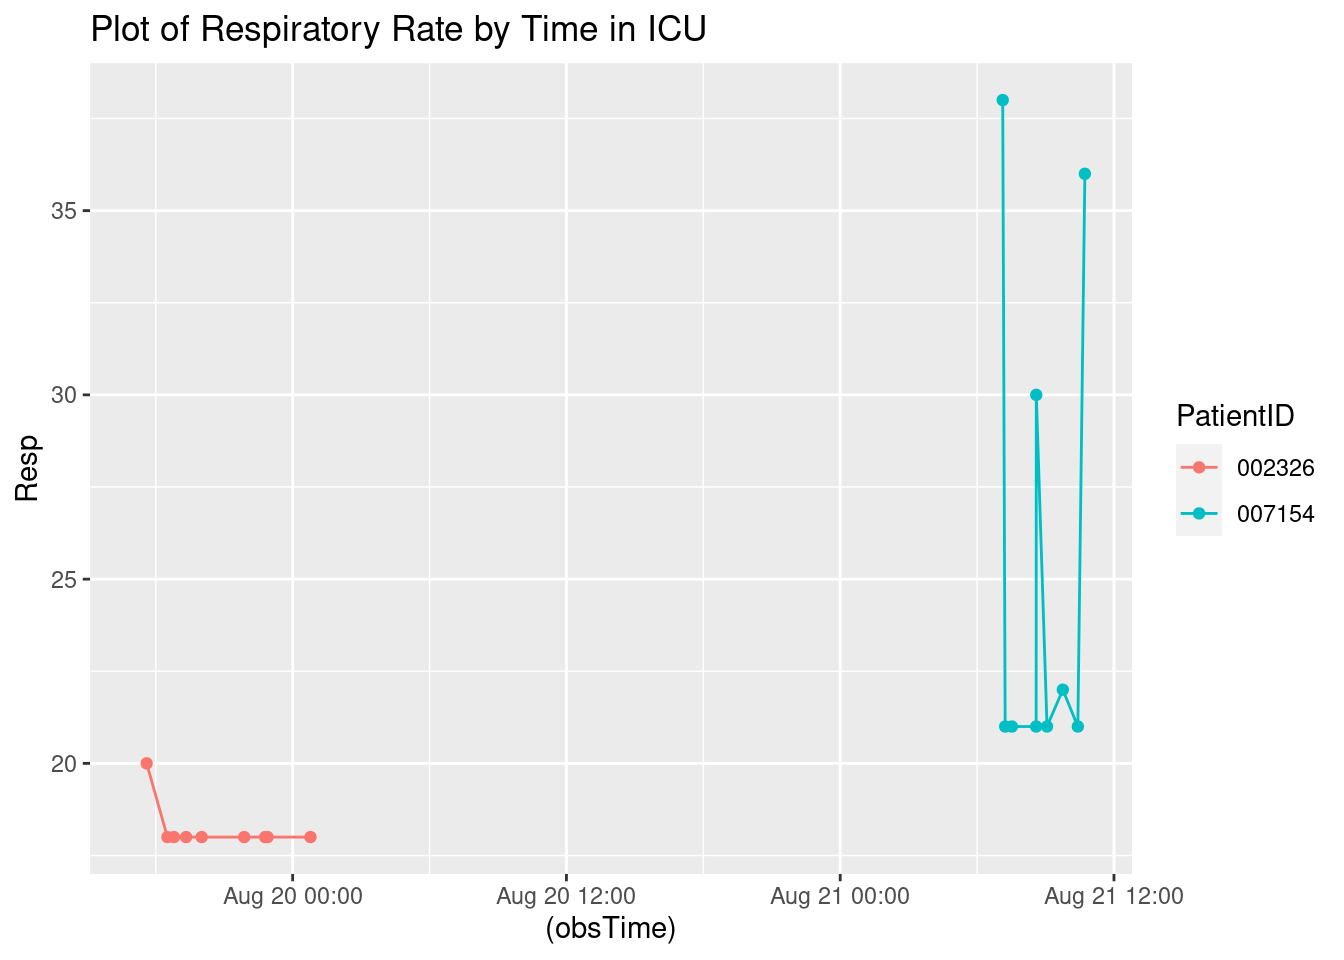 Plot of Respiratory Rate by Time in ICU
Resp
35
30
25
20
Aug 20 00:00
Aug 20 12:00
Aug 21 00:00
Aug 21 12:00
(obsTime)
PatientID
002326
007154